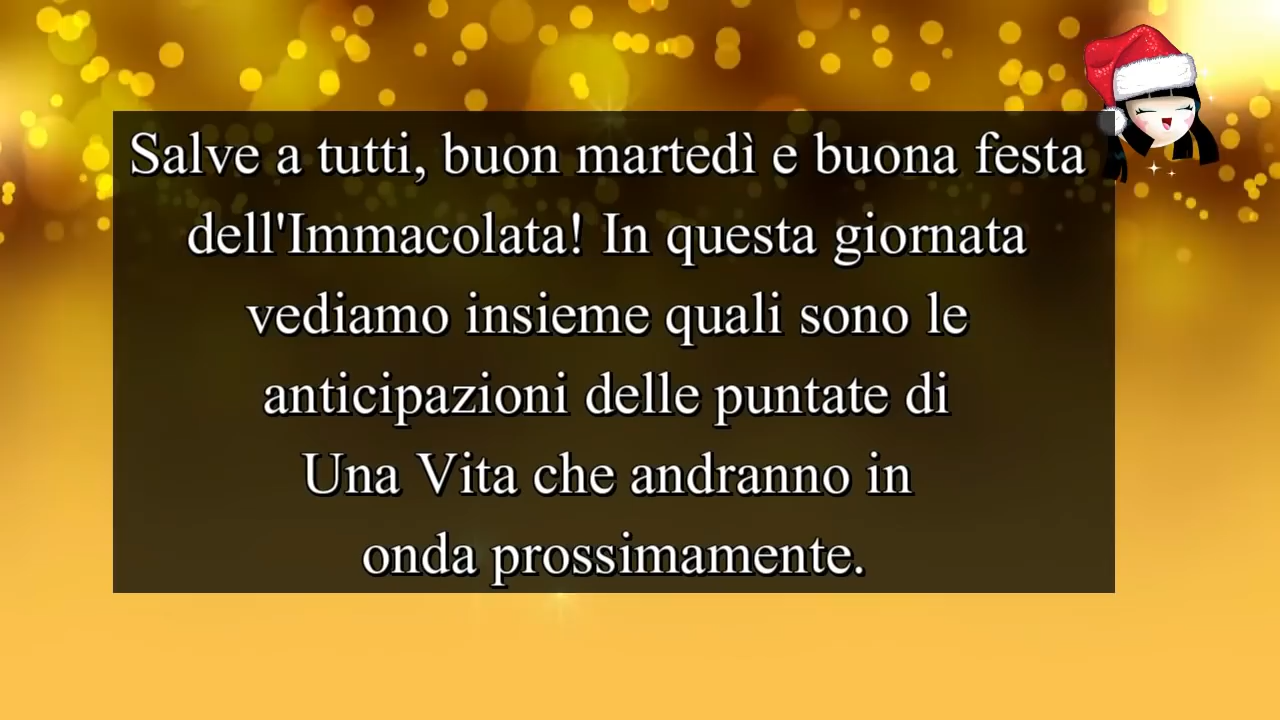 Salve a tutti, buon martedì e buona festa
dell'Immacolata! In questa giornata
vediamo insieme quali sono le
anticipazioni delle puntate di
Una Vita che andranno in
onda prossimamente.